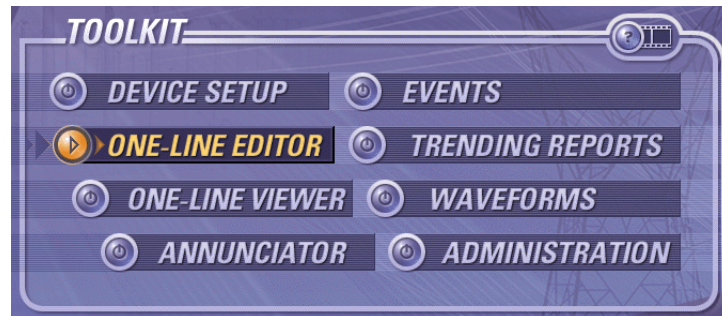 TOOLKIT
?
DEVICE SETUP
EVENTS
ONE-LINE EDITOR
TRENDING REPORTS
ONE-LINE VIEWER
WAVEFORMS
ANNUNCIATOR
ADMINISTRATION